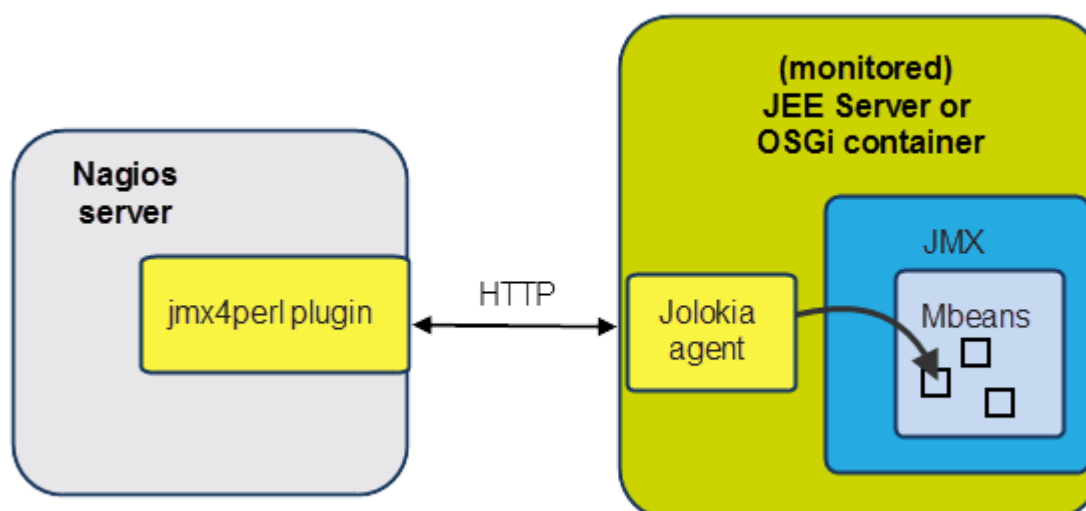 Nagios
server
jmx4perl plugin
HTTP
(monitored)
JEE Server or
OSGi container
Jolokia
agent
JMX
Mbeans